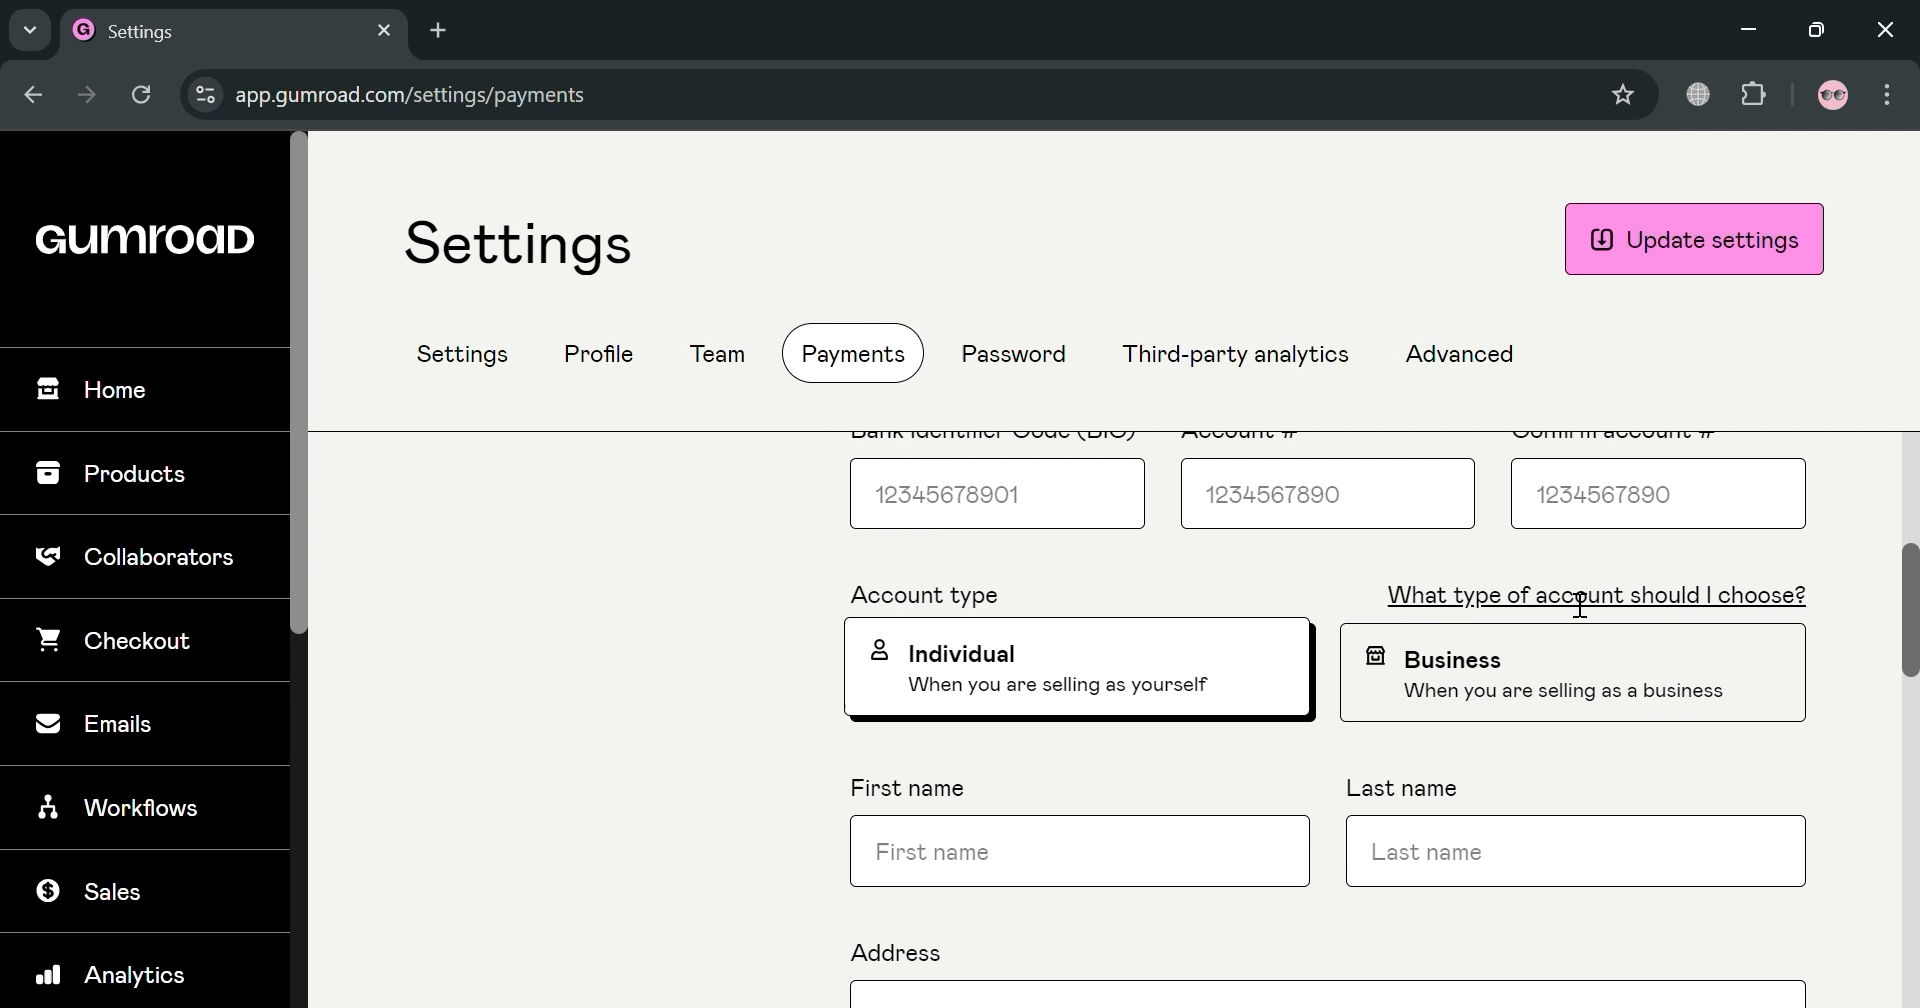 Settings
app.gumroad.com/settings/payments
GUMROAD
Settings
Update settings
Settings Profile Team Payments Password Third-party analytics Advanced
Home
Products
Collaborators
Checkout
Emails
Workflows
Sales
Analytics
Bank Identifier Code (BIC) Account # Confirm account #
12345678901 1234567890 1234567890
Account type What type of account should I choose?
Individual
When you are selling as yourself
Business
When you are selling as a business
First name Last name
First name Last name
Address